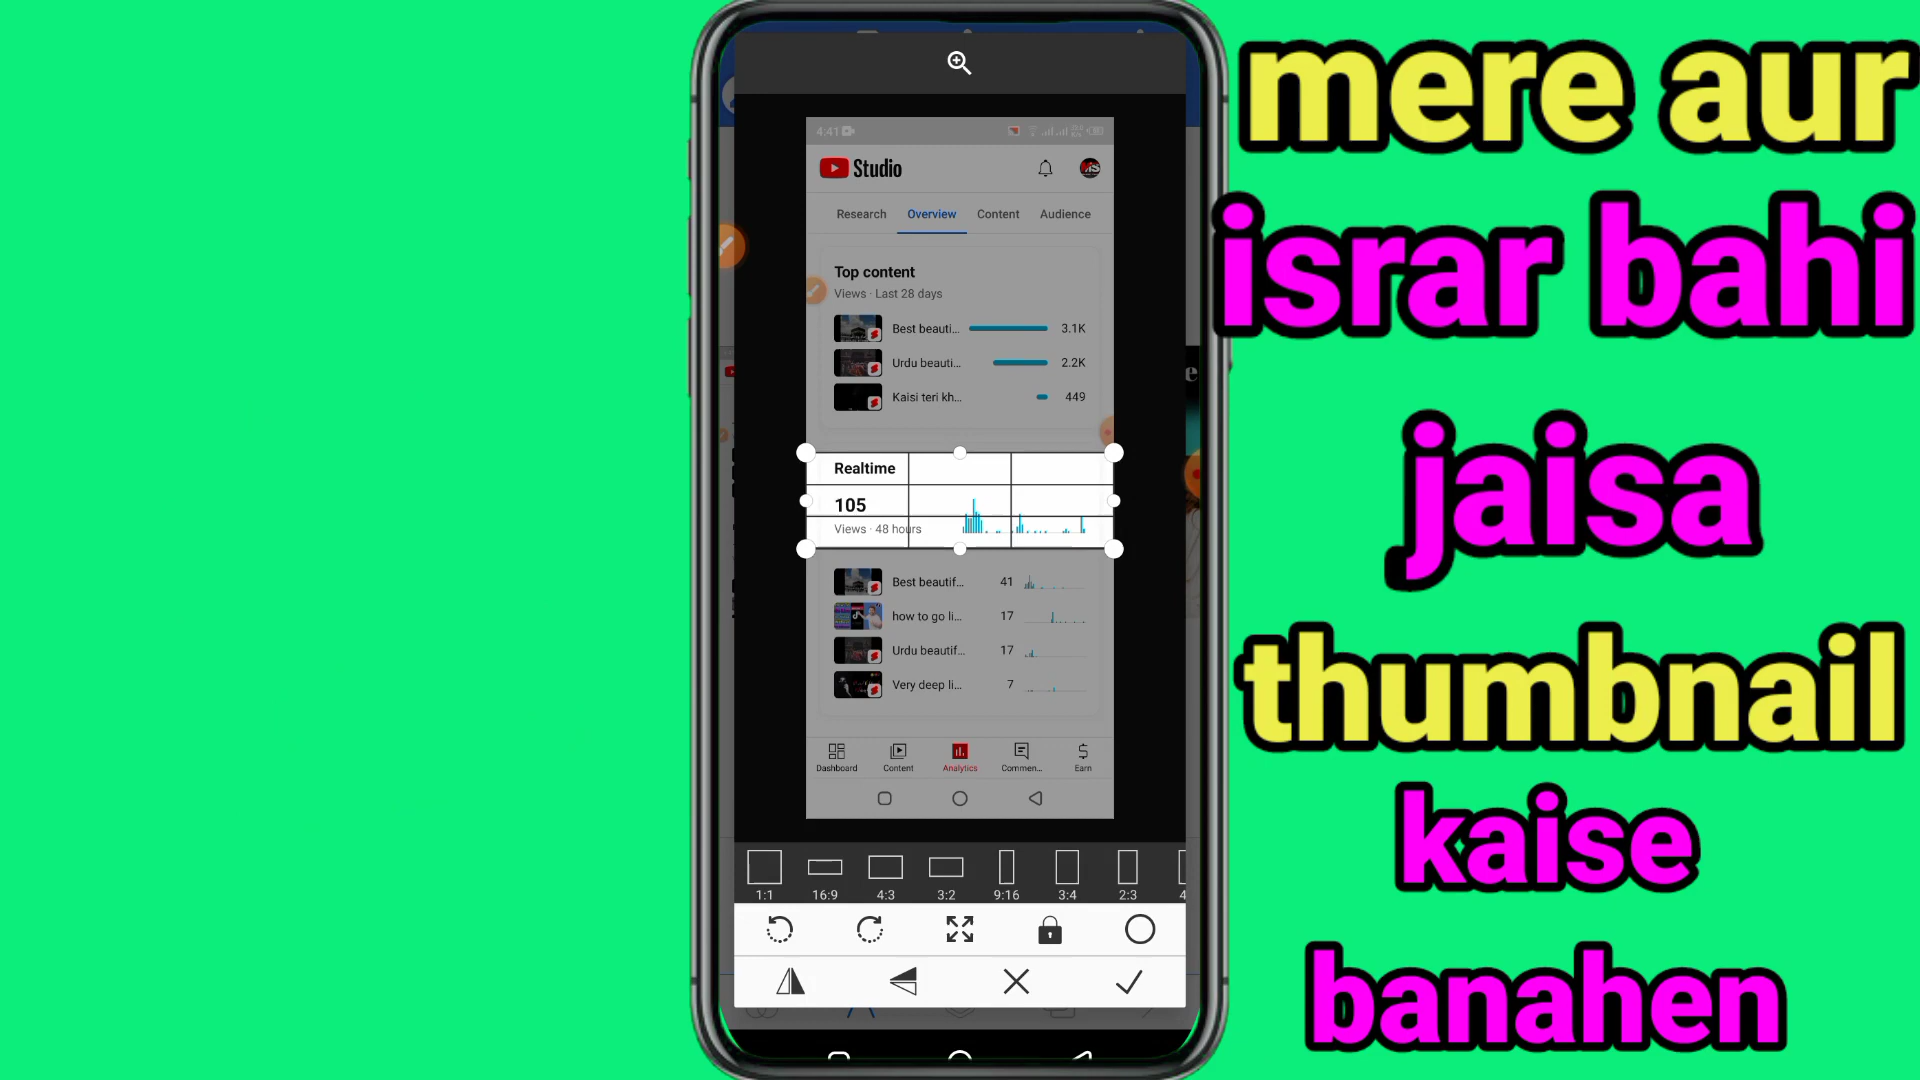 mere aur
israr bahi
jaisa
thumbnail
kaise
banahen
4:41
Studio
Research Overview Content Audience
Top content
Views · Last 28 days
Best beauti... 3.1K
Urdu beauti... 2.2K
Kaisi teri kh... 449
Realtime
105
Views · 48 hours
Best beautif... 41
how to go li... 17
Urdu beautif... 17
Very deep li... 7
Dashboard Content Analytics Commen... Earn
1:1 16:9 4:3 3:2 9:16 3:4 2:3 4